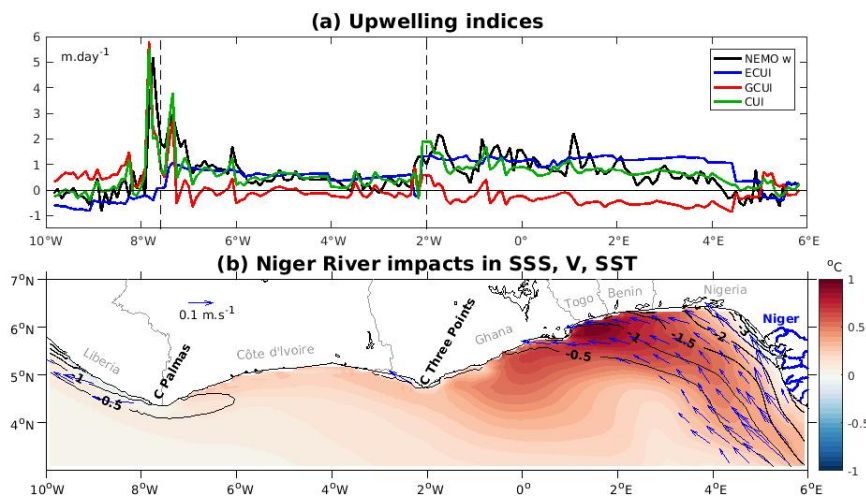 (a) Upwelling indices
m.day-1
NEMO w
ECUI
GCUI
CUI
6
5
4
3
2
1
0
-1
10°W 8°W 6°W 4°W 2°W 0° 2°E 4°E 6°E
(b) Niger River impacts in SSS, V, SST
°C
7°N
6°N
5°N
4°N
0.1 m.s-1
Liberia
C Palmas
Côte d'Ivoire
C Three Points
Ghana
Togo
Benin
Nigeria
Niger
-1
-0.5
-0.5
-1
-1.5
-2
-3
1
0.5
0
-0.5
-1
10°W 8°W 6°W 4°W 2°W 0° 2°E 4°E 6°E